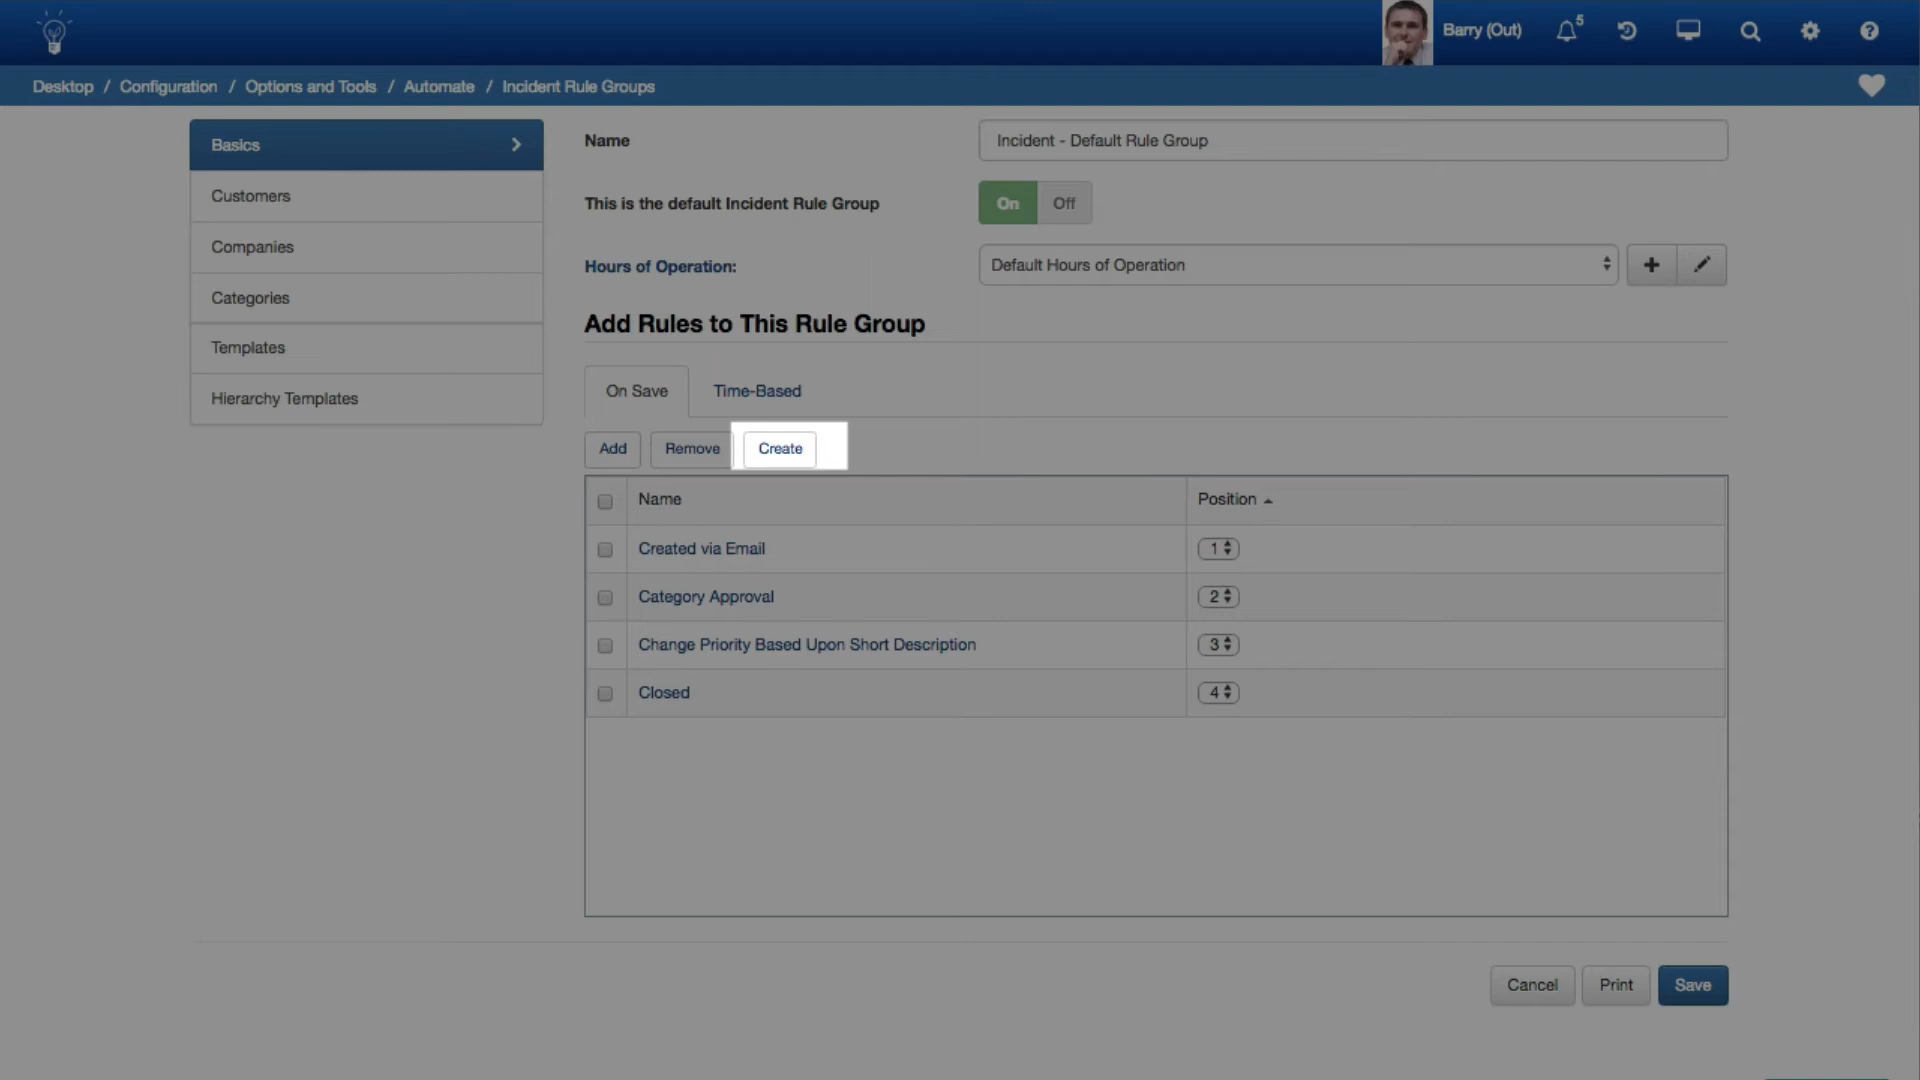 Barry (Out)
5
Desktop / Configuration / Options and Tools / Automate / Incident Rule Groups
Basics
Customers
Companies
Categories
Templates
Hierarchy Templates
Name
Incident - Default Rule Group
This is the default Incident Rule Group
On
Off
Hours of Operation:
Default Hours of Operation
Add Rules to This Rule Group
On Save
Time-Based
Add
Remove
Create
Name
Position
Created via Email
1
Category Approval
2
Change Priority Based Upon Short Description
3
Closed
4
Cancel
Print
Save